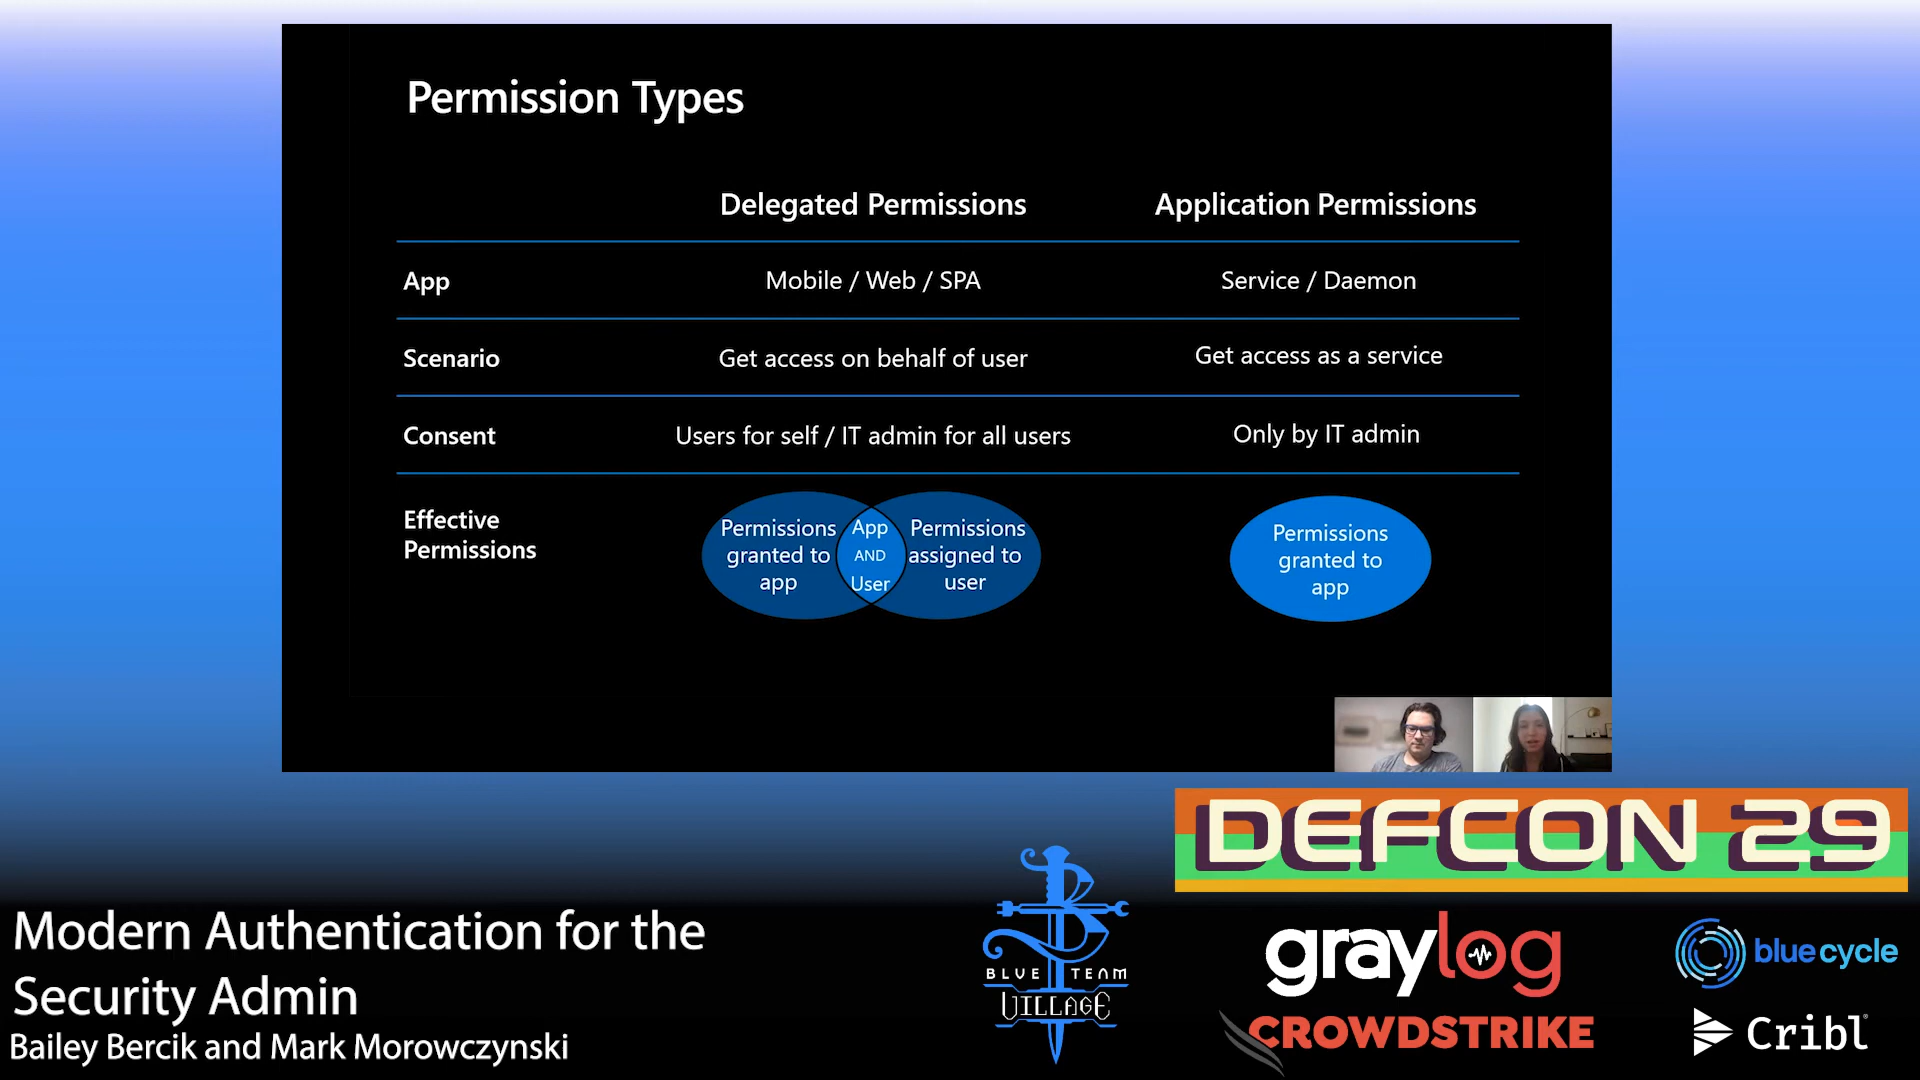 Permission Types
Delegated Permissions
Application Permissions
App
Mobile / Web / SPA
Service / Daemon
Scenario
Get access on behalf of user
Get access as a service
Consent
Users for self / IT admin for all users
Only by IT admin
Effective
Permissions
Permissions
granted to
app
App
AND
User
Permissions
assigned to
user
Permissions
granted to
app
DEFCON 29
Modern Authentication for the
Security Admin
Bailey Bercik and Mark Morowczynski
BLUE TEAM
VILLAGE
graylog
blue cycle
CROWDSTRIKE
Cribl